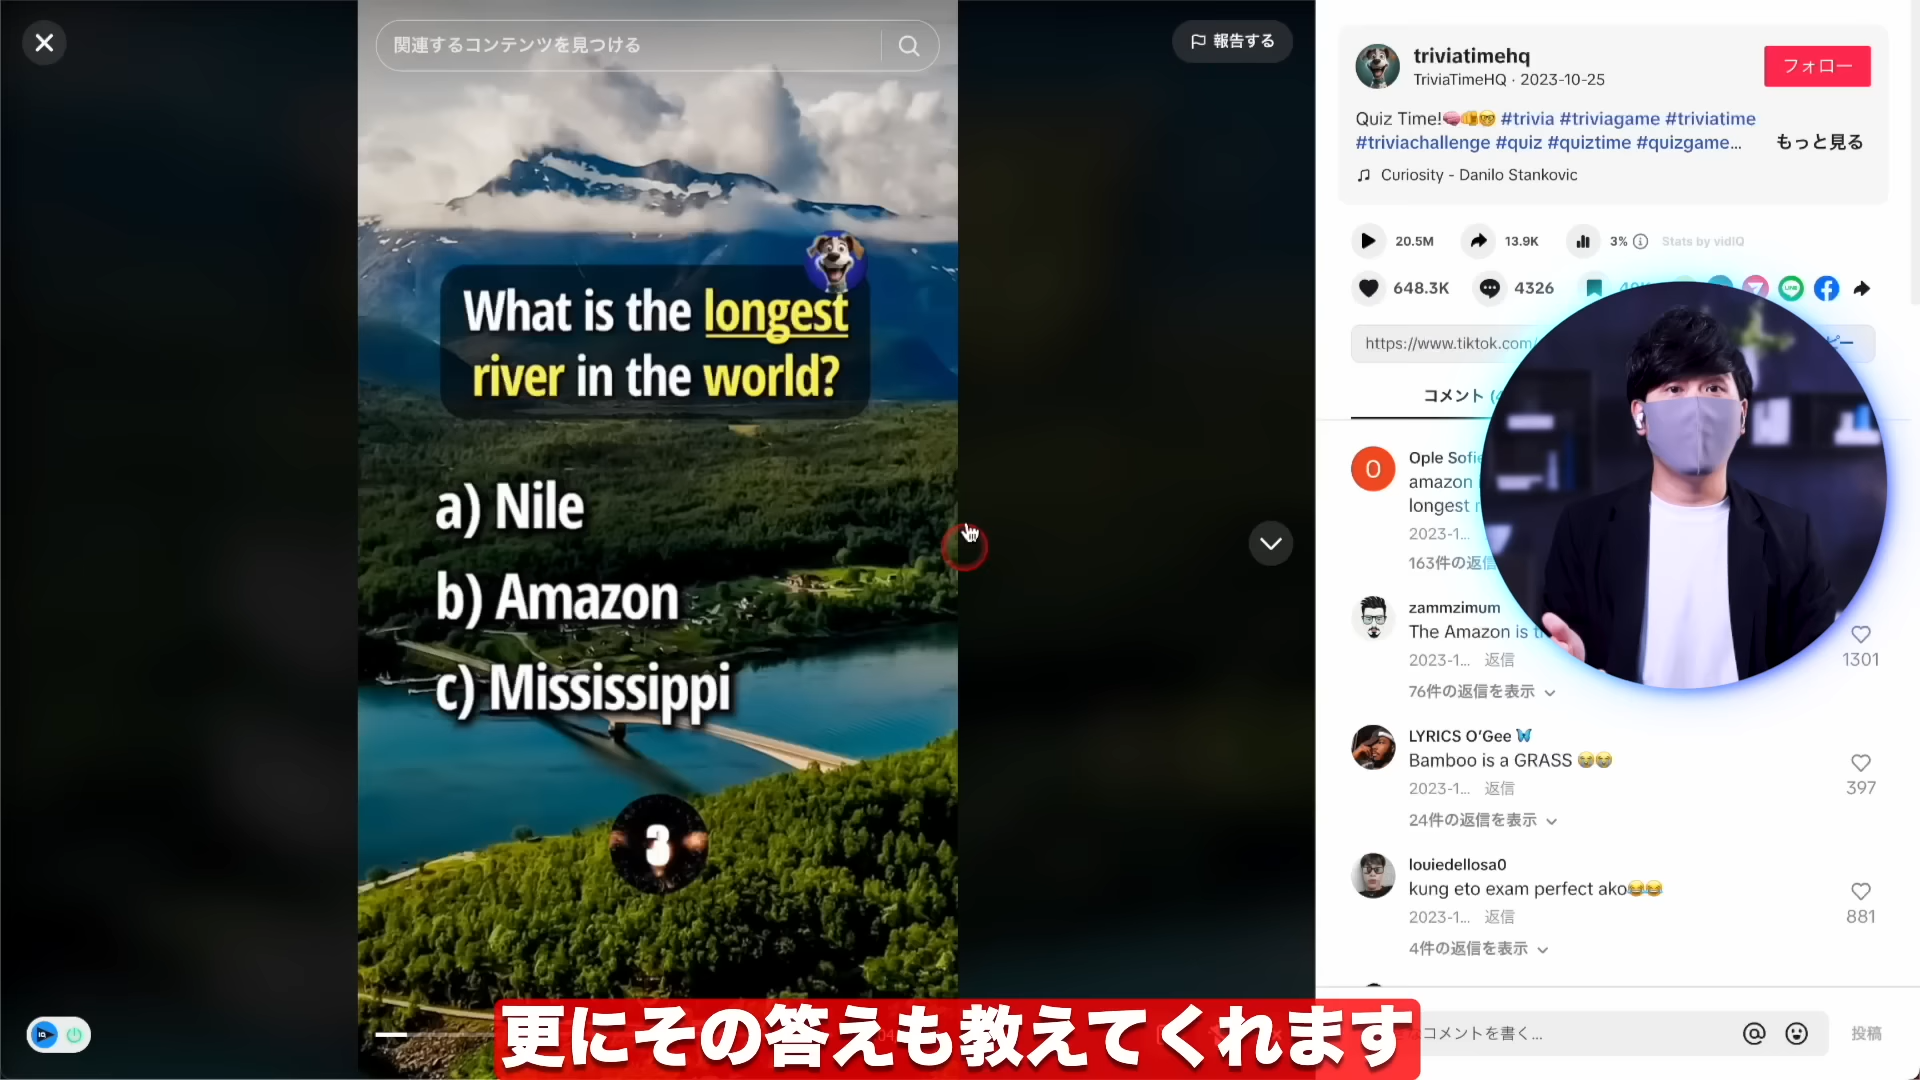 関連するコンテンツを見つける
報告する
What is the longest
river in the world?
a) Nile
b) Amazon
c) Mississippi
3
更にその答えも教えてくれます
triviatimehq
TriviaTimeHQ · 2023-10-25
フォロー
Quiz Time!🧠👍🤓 #trivia #triviagame #triviatime
#triviachallenge #quiz #quiztime #quizgame...
もっと見る
Curiosity - Danilo Stankovic
20.5M
13.9K
3%
Stats by vidIQ
648.3K
4326
https://www.tiktok.com/
ピー
コメント
Ople Sofie
amazon
longest
2023-1...
163件の返信
zammzimum
The Amazon is
2023-1... 返信
1301
76件の返信を表示
LYRICS O'Gee 🦋
Bamboo is a GRASS 😭😭
2023-1... 返信
397
24件の返信を表示
louiedellosa0
kung eto exam perfect ako😂😂
2023-1... 返信
881
4件の返信を表示
コメントを書く...
投稿